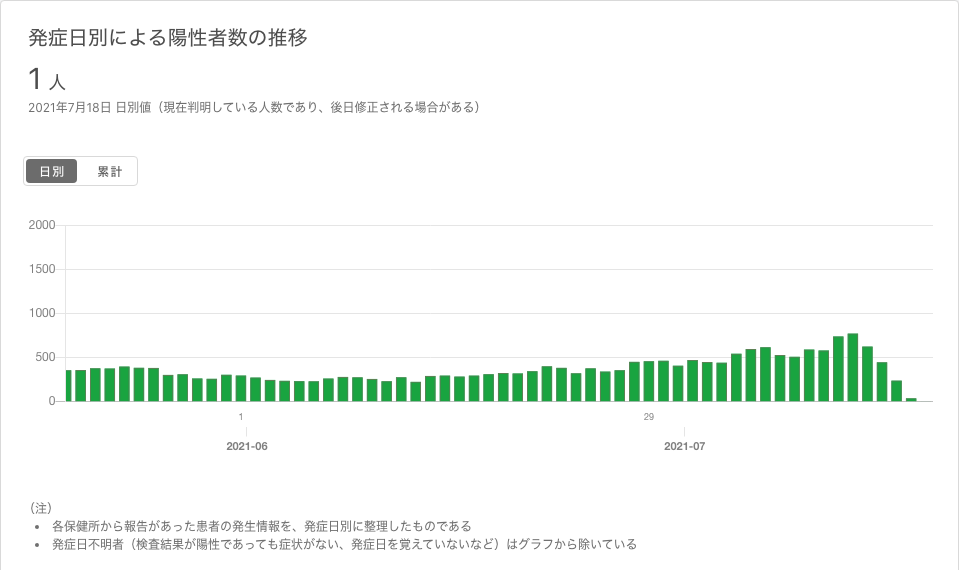 発症日別による陽性者数の推移
1 人
2021年7月18日 日別値（現在判明している人数であり、後日修正される場合がある）
日別 累計
2000
1500
1000
500
0
1 29
2021-06 2021-07
（注）
• 各保健所から報告があった患者の発生情報を、発症日別に整理したものである
• 発症日不明者（検査結果が陽性であっても症状がない、発症日を覚えていないなど）はグラフから除いている